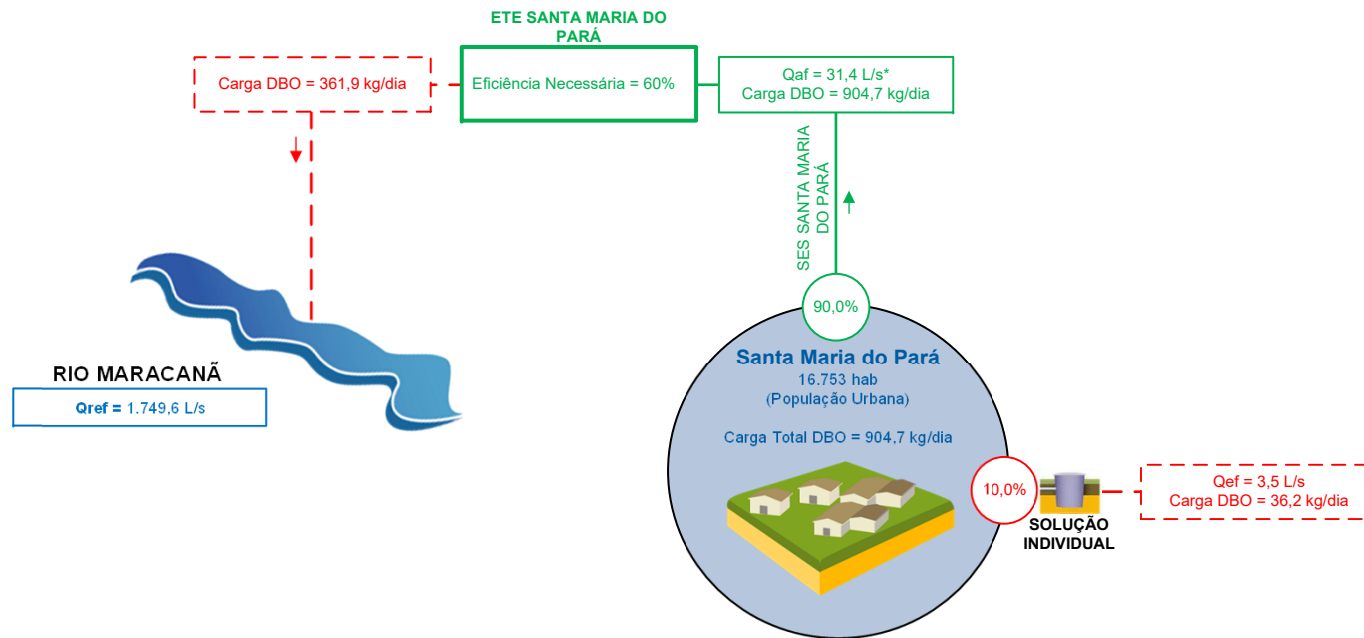 ETE SANTA MARIA DO
PARÁ
Carga DBO = 361,9 kg/dia
Eficiência Necessária = 60%
Qaf = 31,4 L/s*
Carga DBO = 904,7 kg/dia
SES SANTA MARIA
DO PARÁ
90,0%
RIO MARACANÃ
Qref = 1.749,6 L/s
Santa Maria do Pará
16.753 hab
(População Urbana)
Carga Total DBO = 904,7 kg/dia
10,0%
SOLUÇÃO
INDIVIDUAL
Qef = 3,5 L/s
Carga DBO = 36,2 kg/dia